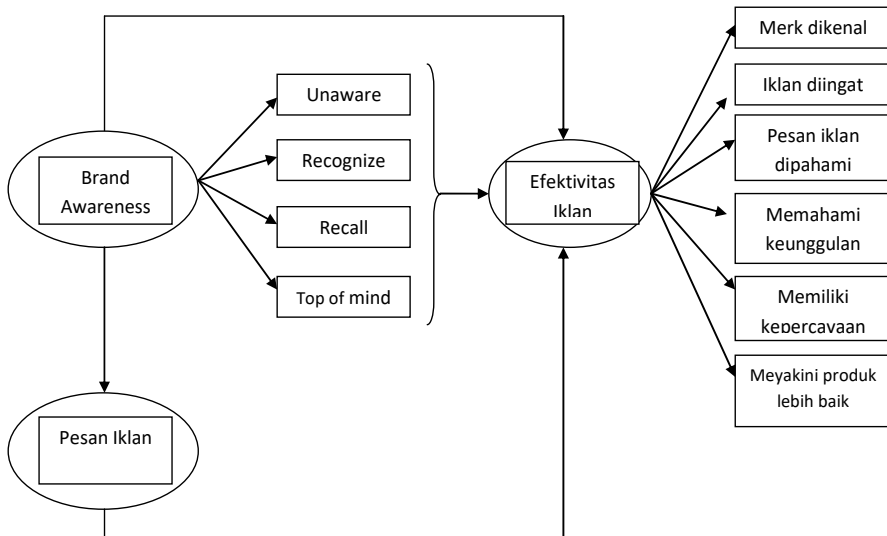 Brand
Awareness
Unaware
Recognize
Recall
Top of mind
Efektivitas
Iklan
Merk dikenal
Iklan diingat
Pesan iklan
dipahami
Memahami
keunggulan
Memiliki
kepercayaan
Meyakini produk
lebih baik
Pesan Iklan